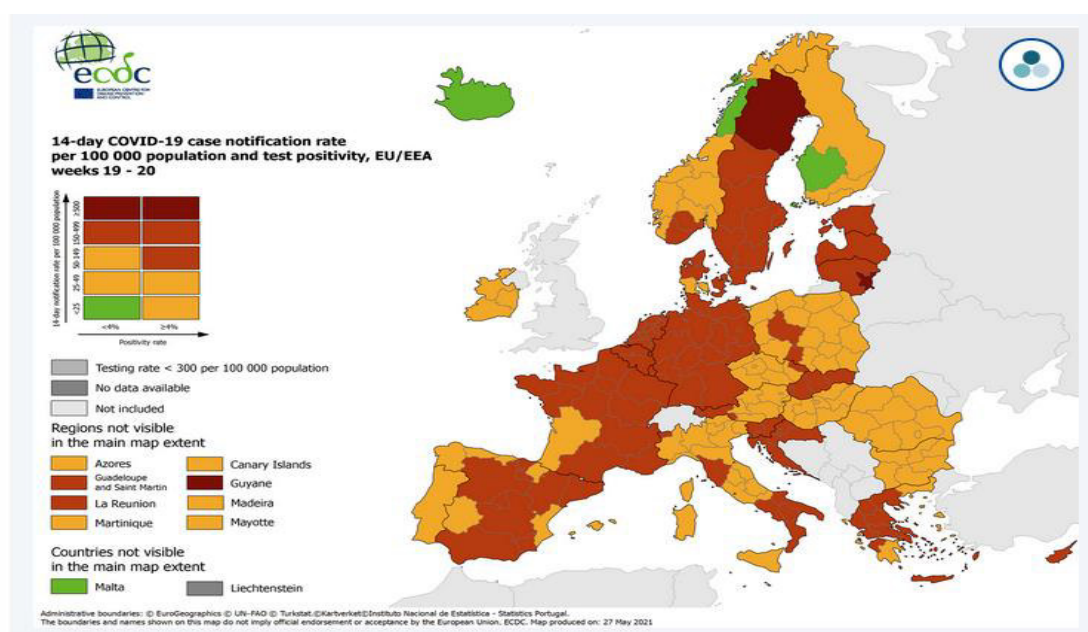 ecdc
EUROPEAN CENTRE FOR
DISEASE PREVENTION
AND CONTROL
14-day COVID-19 case notification rate
per 100 000 population and test positivity, EU/EEA
weeks 19 - 20
14-day notification rate per 100 000 population
≥500
150-499
50-149
25-49
<25
<4%
≥4%
Positivity rate
Testing rate < 300 per 100 000 population
No data available
Not included
Regions not visible
in the main map extent
Azores
Canary Islands
Guadeloupe
and Saint Martin
Guyane
La Reunion
Madeira
Martinique
Mayotte
Countries not visible
in the main map extent
Malta
Liechtenstein
Administrative boundaries: © EuroGeographics © UN-FAO © Turkstat.©Kartverket©Instituto Nacional de Estatística - Statistics Portugal.
The boundaries and names shown on this map do not imply official endorsement or acceptance by the European Union. ECDC. Map produced on: 27 May 2021